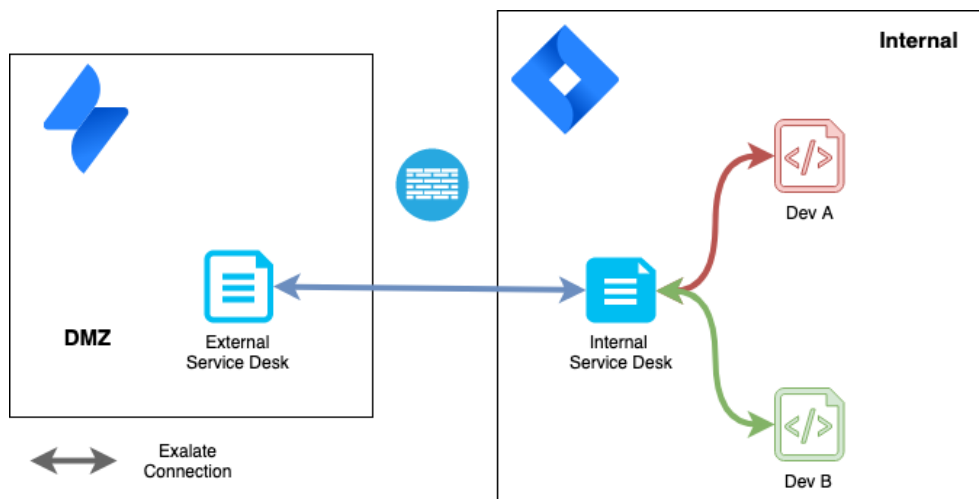 Internal
Dev A
External
Service Desk
DMZ
Internal
Service Desk
Exalate
Connection
Dev B